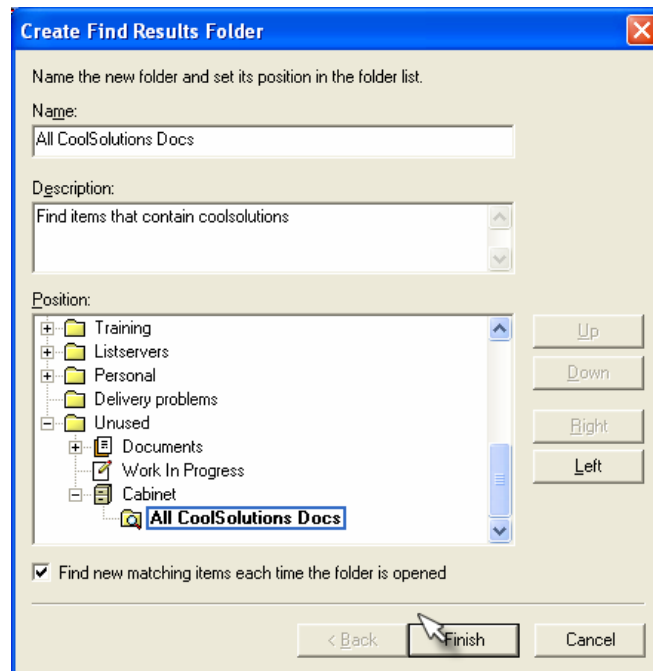 Create Find Results Folder
Name the new folder and set its position in the folder list.
Name:
All CoolSolutions Docs
Description:
Find items that contain coolsolutions
Position:
Training
Listservers
Personal
Delivery problems
Unused
Documents
Work In Progress
Cabinet
All CoolSolutions Docs
Up
Down
Right
Left
Find new matching items each time the folder is opened
< Back
Finish
Cancel